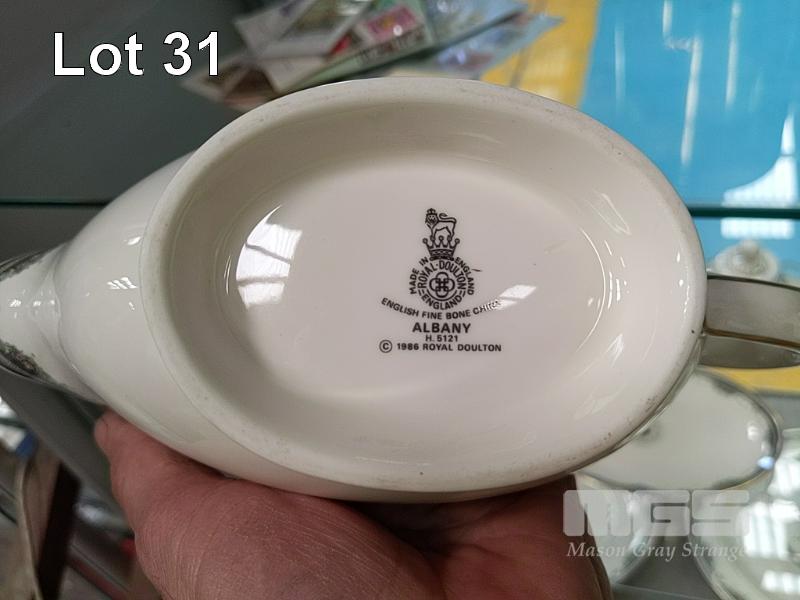 Lot 31
MADE IN ENGLAND
ROYAL·DOULTON
ENGLAND
ENGLISH FINE BONE CHINA
ALBANY
H. 5121
© 1986 ROYAL DOULTON
MGS
Mason Gray Strange